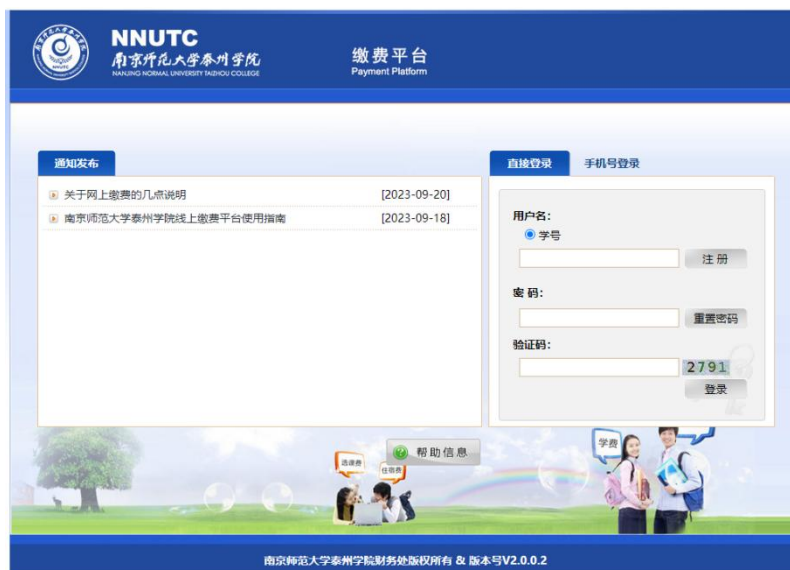 NNUTC
南京师范大学泰州学院
NANJING NORMAL UNIVERSITY TAIZHOU COLLEGE
缴费平台
Payment Platform
通知发布
关于网上缴费的几点说明 [2023-09-20]
南京师范大学泰州学院线上缴费平台使用指南 [2023-09-18]
直接登录 手机号登录
用户名：
学号
注 册
密 码：
重置密码
验证码：
2791
登录
学费
帮助信息
选课费
住宿费
南京师范大学泰州学院财务处版权所有 & 版本号V2.0.0.2